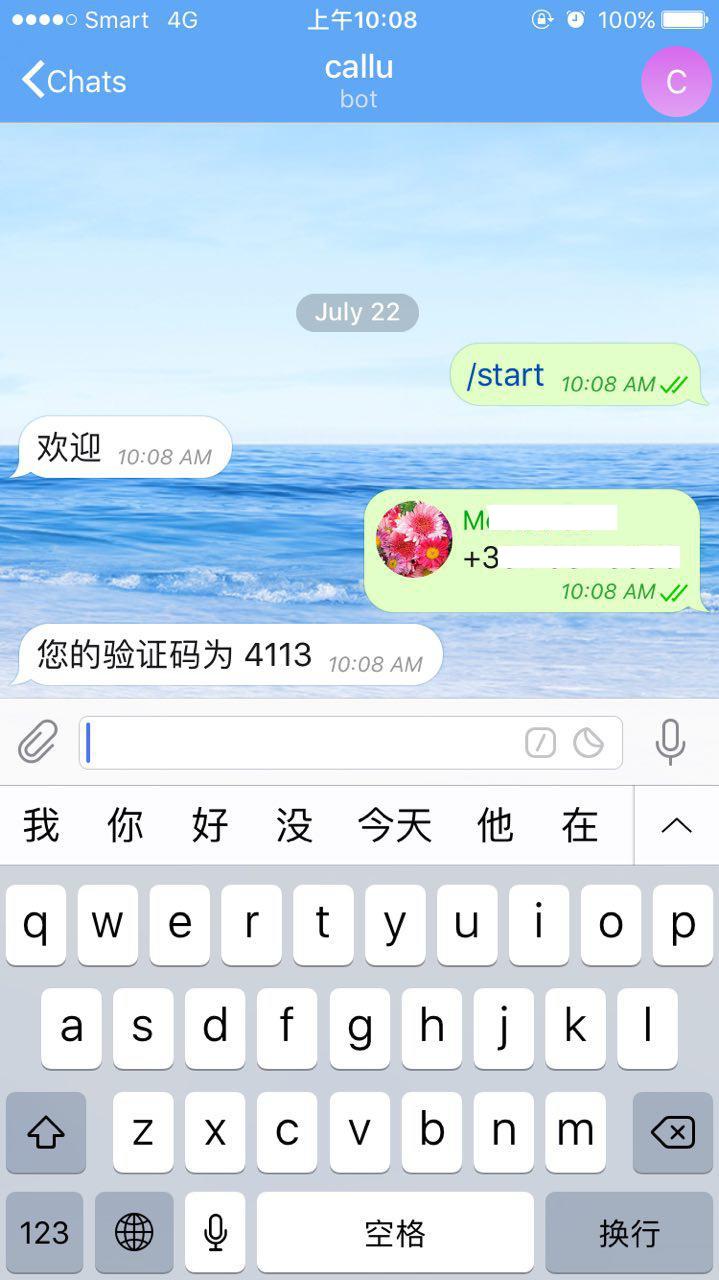 Smart 4G 上午10:08 100%
Chats callu C
bot
July 22
/start 10:08 AM
欢迎 10:08 AM
+3
10:08 AM
您的验证码为 4113 10:08 AM
我 你 好 没 今天 他 在
q w e r t y u i o p
a s d f g h j k l
z x c v b n m
123 空格 换行